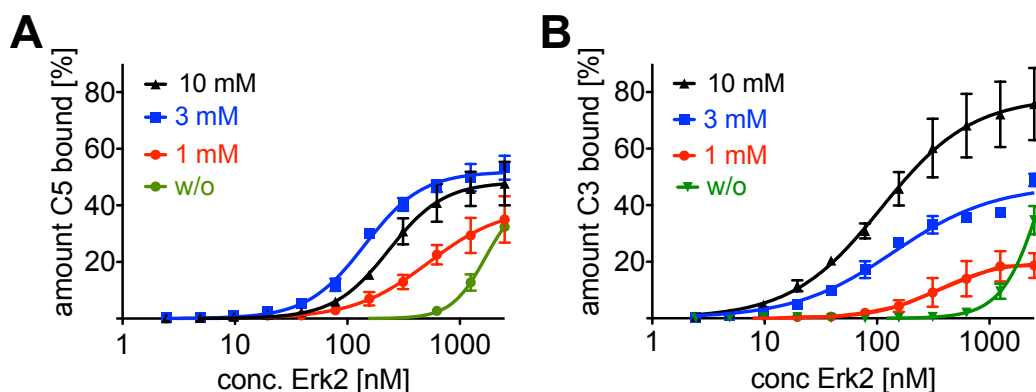 A
amount C5 bound [%]
80
60
40
20
10 mM
3 mM
1 mM
w/o
1
10
100
1000
conc. Erk2 [nM]
B
amount C3 bound [%]
80
60
40
20
10 mM
3 mM
1 mM
w/o
1
10
100
1000
conc Erk2 [nM]